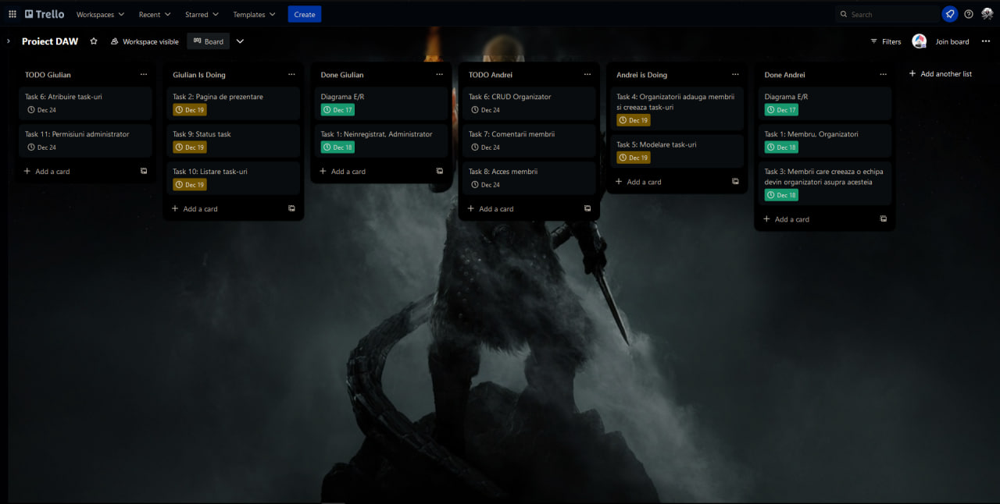 Trello
Workspaces
Recent
Starred
Templates
Create
Search
Proiect DAW
Workspace visible
Board
Filters
Join board
TODO Giulian
Task 6: Atribuire task-uri
Dec 24
Task 11: Permisiuni administrator
Dec 24
Add a card
Giulian Is Doing
Task 2: Pagina de prezentare
Dec 19
Task 9: Status task
Dec 19
Task 10: Listare task-uri
Dec 19
Add a card
Done Giulian
Diagrama E/R
Dec 17
Task 1: Neinregistrat, Administrator
Dec 18
Add a card
TODO Andrei
Task 6: CRUD Organizator
Dec 24
Task 7: Comentarii membrii
Dec 24
Task 8: Acces membrii
Dec 24
Add a card
Andrei is Doing
Task 4: Organizatorii adauga membrii
si creeaza task-uri
Dec 19
Task 5: Modelare task-uri
Dec 19
Add a card
Done Andrei
Diagrama E/R
Dec 17
Task 1: Membru, Organizatori
Dec 18
Task 3: Membrii care creeaza o echipa
devin organizatori asupra acesteia
Dec 18
Add a card
Add another list